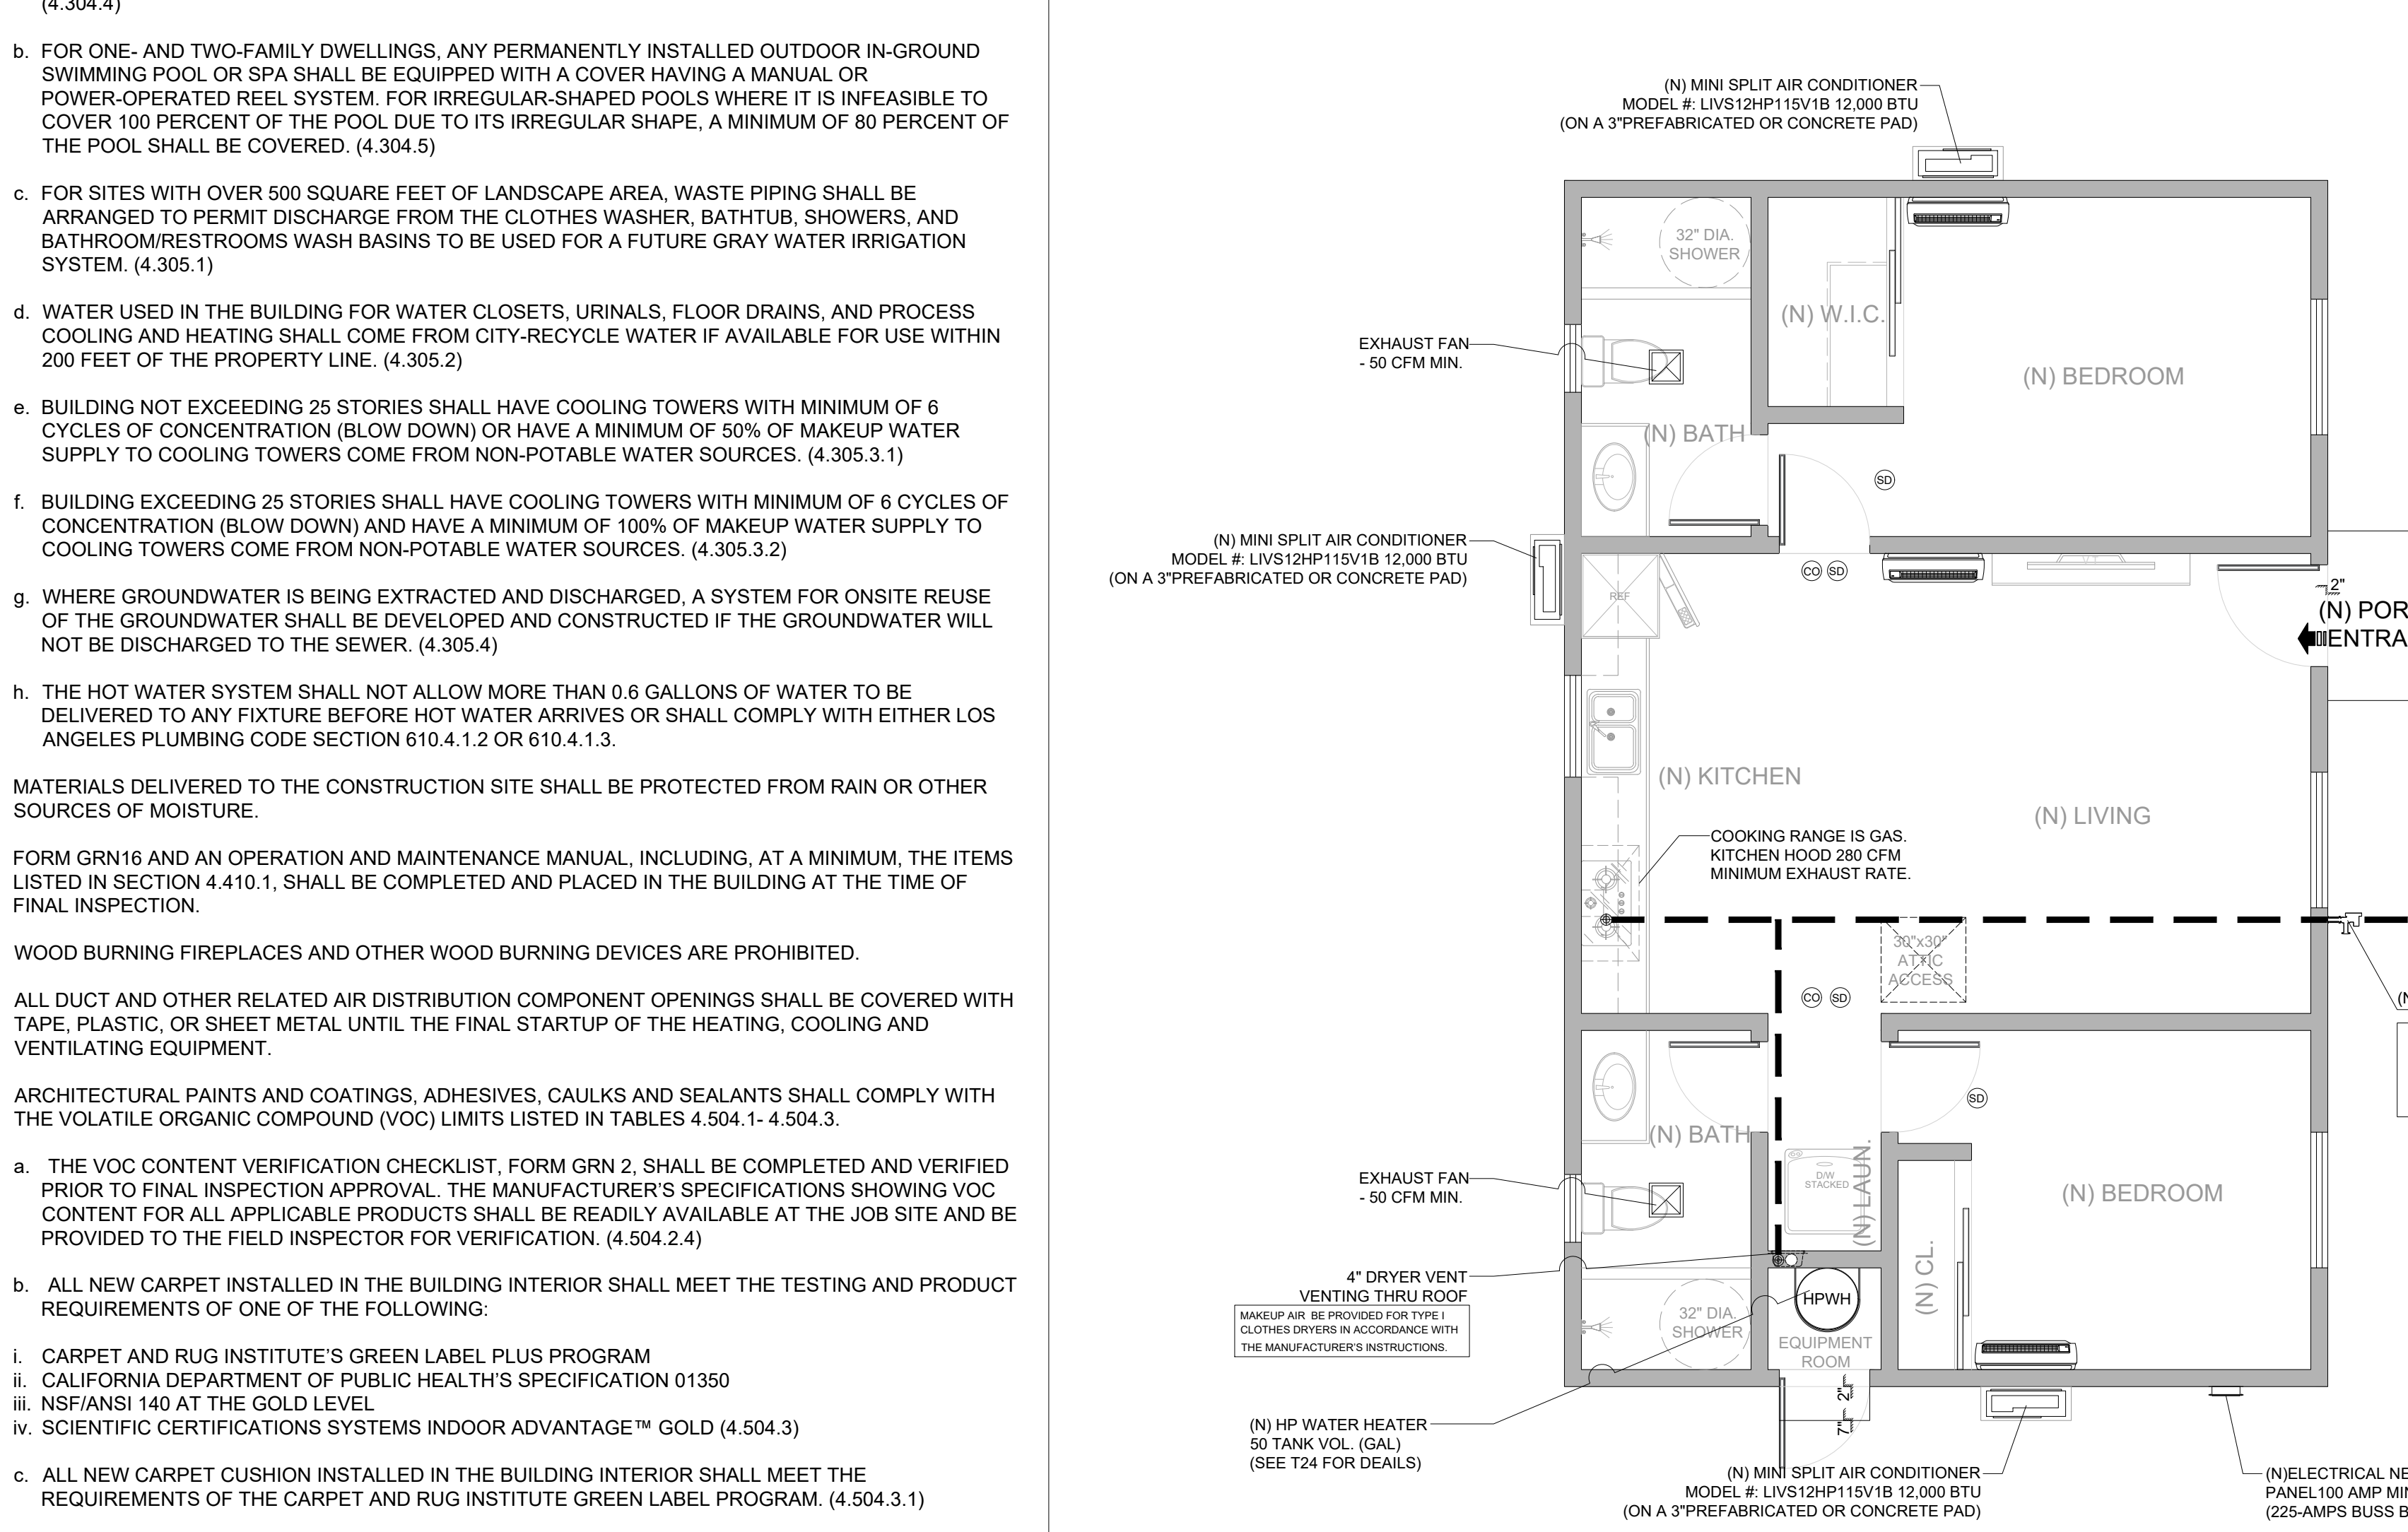 (4.304.4)
b. FOR ONE- AND TWO-FAMILY DWELLINGS, ANY PERMANENTLY INSTALLED OUTDOOR IN-GROUND
SWIMMING POOL OR SPA SHALL BE EQUIPPED WITH A COVER HAVING A MANUAL OR
POWER-OPERATED REEL SYSTEM. FOR IRREGULAR-SHAPED POOLS WHERE IT IS INFEASIBLE TO
COVER 100 PERCENT OF THE POOL DUE TO ITS IRREGULAR SHAPE, A MINIMUM OF 80 PERCENT OF
THE POOL SHALL BE COVERED. (4.304.5)
c. FOR SITES WITH OVER 500 SQUARE FEET OF LANDSCAPE AREA, WASTE PIPING SHALL BE
ARRANGED TO PERMIT DISCHARGE FROM THE CLOTHES WASHER, BATHTUB, SHOWERS, AND
BATHROOM/RESTROOMS WASH BASINS TO BE USED FOR A FUTURE GRAY WATER IRRIGATION
SYSTEM. (4.305.1)
d. WATER USED IN THE BUILDING FOR WATER CLOSETS, URINALS, FLOOR DRAINS, AND PROCESS
COOLING AND HEATING SHALL COME FROM CITY-RECYCLE WATER IF AVAILABLE FOR USE WITHIN
200 FEET OF THE PROPERTY LINE. (4.305.2)
e. BUILDING NOT EXCEEDING 25 STORIES SHALL HAVE COOLING TOWERS WITH MINIMUM OF 6
CYCLES OF CONCENTRATION (BLOW DOWN) OR HAVE A MINIMUM OF 50% OF MAKEUP WATER
SUPPLY TO COOLING TOWERS COME FROM NON-POTABLE WATER SOURCES. (4.305.3.1)
f. BUILDING EXCEEDING 25 STORIES SHALL HAVE COOLING TOWERS WITH MINIMUM OF 6 CYCLES OF
CONCENTRATION (BLOW DOWN) AND HAVE A MINIMUM OF 100% OF MAKEUP WATER SUPPLY TO
COOLING TOWERS COME FROM NON-POTABLE WATER SOURCES. (4.305.3.2)
g. WHERE GROUNDWATER IS BEING EXTRACTED AND DISCHARGED, A SYSTEM FOR ONSITE REUSE
OF THE GROUNDWATER SHALL BE DEVELOPED AND CONSTRUCTED IF THE GROUNDWATER WILL
NOT BE DISCHARGED TO THE SEWER. (4.305.4)
h. THE HOT WATER SYSTEM SHALL NOT ALLOW MORE THAN 0.6 GALLONS OF WATER TO BE
DELIVERED TO ANY FIXTURE BEFORE HOT WATER ARRIVES OR SHALL COMPLY WITH EITHER LOS
ANGELES PLUMBING CODE SECTION 610.4.1.2 OR 610.4.1.3.
MATERIALS DELIVERED TO THE CONSTRUCTION SITE SHALL BE PROTECTED FROM RAIN OR OTHER
SOURCES OF MOISTURE.
FORM GRN16 AND AN OPERATION AND MAINTENANCE MANUAL, INCLUDING, AT A MINIMUM, THE ITEMS
LISTED IN SECTION 4.410.1, SHALL BE COMPLETED AND PLACED IN THE BUILDING AT THE TIME OF
FINAL INSPECTION.
WOOD BURNING FIREPLACES AND OTHER WOOD BURNING DEVICES ARE PROHIBITED.
ALL DUCT AND OTHER RELATED AIR DISTRIBUTION COMPONENT OPENINGS SHALL BE COVERED WITH
TAPE, PLASTIC, OR SHEET METAL UNTIL THE FINAL STARTUP OF THE HEATING, COOLING AND
VENTILATING EQUIPMENT.
ARCHITECTURAL PAINTS AND COATINGS, ADHESIVES, CAULKS AND SEALANTS SHALL COMPLY WITH
THE VOLATILE ORGANIC COMPOUND (VOC) LIMITS LISTED IN TABLES 4.504.1- 4.504.3.
a. THE VOC CONTENT VERIFICATION CHECKLIST, FORM GRN 2, SHALL BE COMPLETED AND VERIFIED
PRIOR TO FINAL INSPECTION APPROVAL. THE MANUFACTURER’S SPECIFICATIONS SHOWING VOC
CONTENT FOR ALL APPLICABLE PRODUCTS SHALL BE READILY AVAILABLE AT THE JOB SITE AND BE
PROVIDED TO THE FIELD INSPECTOR FOR VERIFICATION. (4.504.2.4)
b. ALL NEW CARPET INSTALLED IN THE BUILDING INTERIOR SHALL MEET THE TESTING AND PRODUCT
REQUIREMENTS OF ONE OF THE FOLLOWING:
i. CARPET AND RUG INSTITUTE’S GREEN LABEL PLUS PROGRAM
ii. CALIFORNIA DEPARTMENT OF PUBLIC HEALTH’S SPECIFICATION 01350
iii. NSF/ANSI 140 AT THE GOLD LEVEL
iv. SCIENTIFIC CERTIFICATIONS SYSTEMS INDOOR ADVANTAGE™ GOLD (4.504.3)
c. ALL NEW CARPET CUSHION INSTALLED IN THE BUILDING INTERIOR SHALL MEET THE
REQUIREMENTS OF THE CARPET AND RUG INSTITUTE GREEN LABEL PROGRAM. (4.504.3.1)
(N) MINI SPLIT AIR CONDITIONER
MODEL #: LIVS12HP115V1B 12,000 BTU
(ON A 3"PREFABRICATED OR CONCRETE PAD)
32" DIA.
SHOWER
(N) W.I.C.
EXHAUST FAN
- 50 CFM MIN.
(N) BEDROOM
(N) BATH
SD
(N) MINI SPLIT AIR CONDITIONER
MODEL #: LIVS12HP115V1B 12,000 BTU
(ON A 3"PREFABRICATED OR CONCRETE PAD)
CO SD
REF
2"
(N) POR
ENTRA
(N) KITCHEN
(N) LIVING
COOKING RANGE IS GAS.
KITCHEN HOOD 280 CFM
MINIMUM EXHAUST RATE.
30"x30"
ATTIC
ACCESS
CO SD
(N
SD
(N) BATH
D/W
STACKED
(N) LAUN.
(N) BEDROOM
EXHAUST FAN
- 50 CFM MIN.
(N) CL.
4" DRYER VENT
VENTING THRU ROOF
MAKEUP AIR BE PROVIDED FOR TYPE I
CLOTHES DRYERS IN ACCORDANCE WITH
THE MANUFACTURER'S INSTRUCTIONS.
HPWH
32" DIA.
SHOWER
EQUIPMENT
ROOM
2"
7"
(N) HP WATER HEATER
50 TANK VOL. (GAL)
(SEE T24 FOR DEAILS)
(N) MINI SPLIT AIR CONDITIONER
MODEL #: LIVS12HP115V1B 12,000 BTU
(ON A 3"PREFABRICATED OR CONCRETE PAD)
(N)ELECTRICAL NE
PANEL100 AMP MIN
(225-AMPS BUSS B